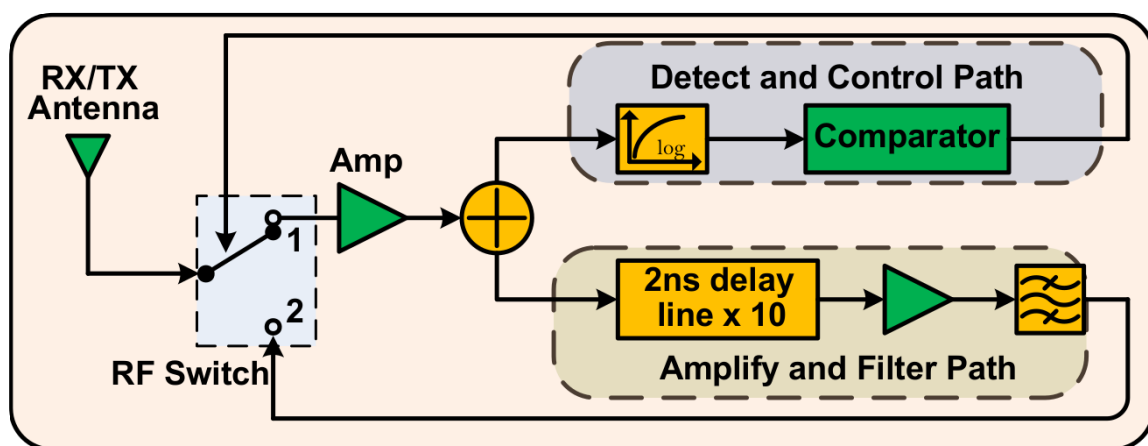 RX/TX
Antenna
Amp
1
2
RF Switch
Detect and Control Path
log
Comparator
2ns delay
line x 10
Amplify and Filter Path